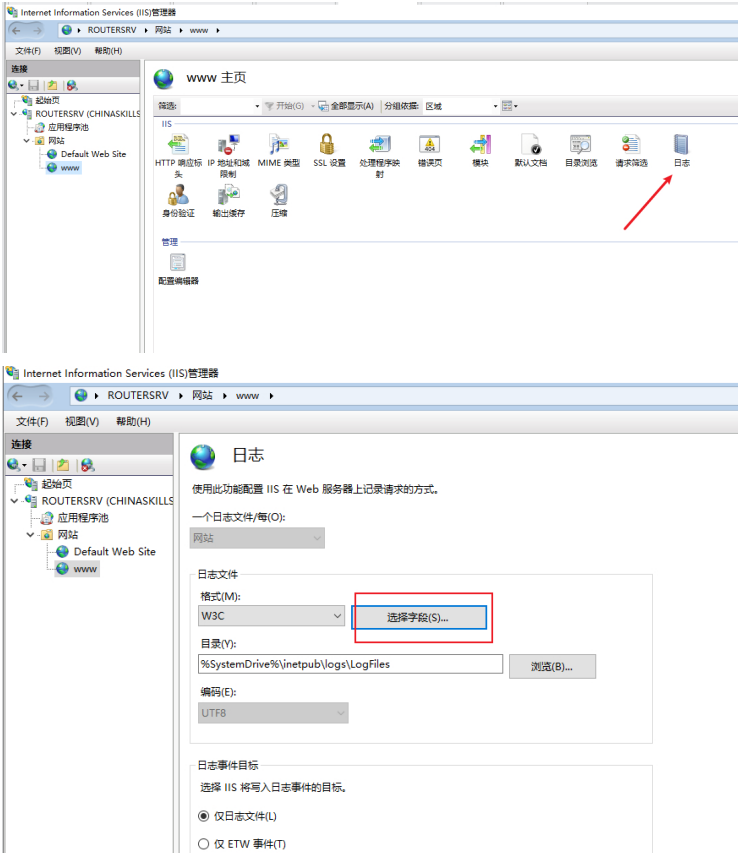 Internet Information Services (IIS)管理器
ROUTERSRV 网站 www
文件(F) 视图(V) 帮助(H)
连接
起始页
ROUTERSRV (CHINASKILLS
应用程序池
网站
Default Web Site
www
www 主页
筛选: 开始(G) 全部显示(A) 分组依据: 区域
IIS
HTTP 响应标头
IP 地址和域限制
MIME 类型
SSL 设置
处理程序映射
错误页
模块
默认文档
目录浏览
请求筛选
日志
身份验证
输出缓存
压缩
管理
配置编辑器
Internet Information Services (IIS)管理器
ROUTERSRV 网站 www
文件(F) 视图(V) 帮助(H)
连接
起始页
ROUTERSRV (CHINASKILLS
应用程序池
网站
Default Web Site
www
日志
使用此功能配置 IIS 在 Web 服务器上记录请求的方式。
一个日志文件/每(O):
网站
日志文件
格式(M):
W3C 选择字段(S)...
目录(Y):
%SystemDrive%\inetpub\logs\LogFiles 浏览(B)...
编码(E):
UTF8
日志事件目标
选择 IIS 将写入日志事件的目标。
仅日志文件(L)
仅 ETW 事件(T)